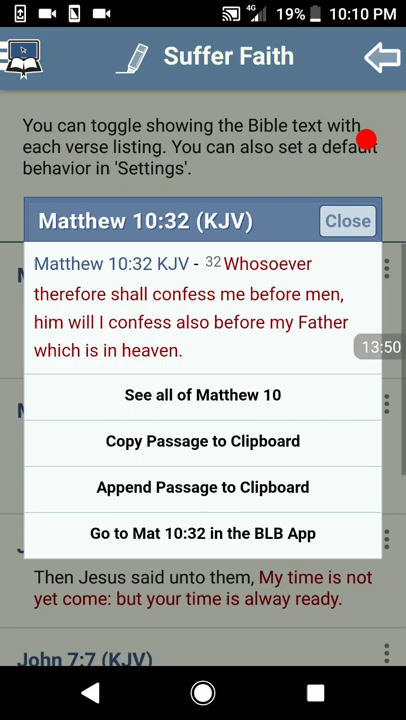 4G 19% 10:10 PM
Suffer Faith
You can toggle showing the Bible text with
each verse listing. You can also set a default
behavior in 'Settings'.
Matthew 10:32 (KJV)
Close
Matthew 10:32 KJV - 32 Whosoever
therefore shall confess me before men,
him will I confess also before my Father
which is in heaven.
13:50
See all of Matthew 10
Copy Passage to Clipboard
Append Passage to Clipboard
Go to Mat 10:32 in the BLB App
Then Jesus said unto them, My time is not
yet come: but your time is alway ready.
John 7:7 (KJV)